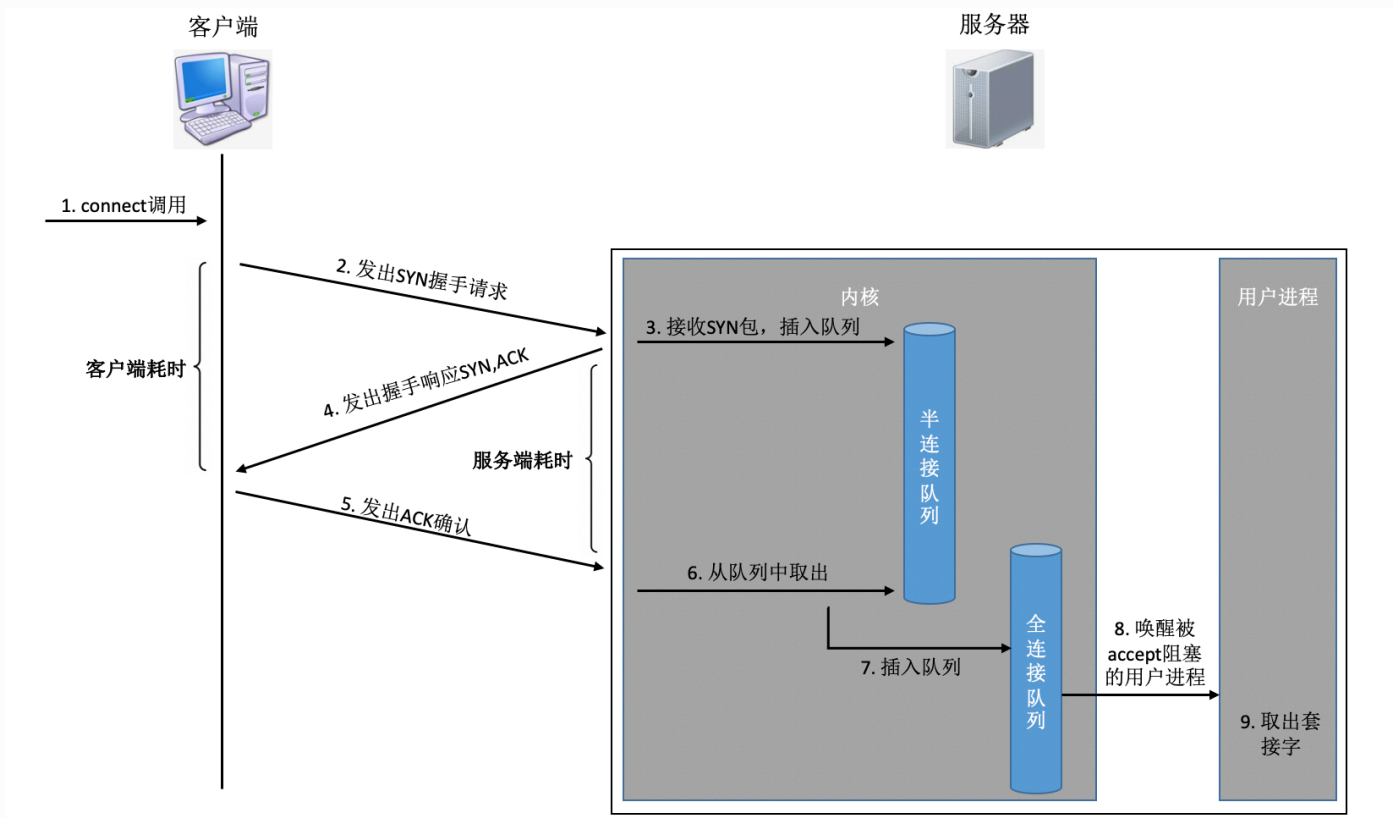 客户端
服务器
1. connect调用
2. 发出SYN握手请求
内核
用户进程
3. 接收SYN包，插入队列
客户端耗时
4. 发出握手响应SYN,ACK
半
连
接
队
列
服务端耗时
5. 发出ACK确认
6. 从队列中取出
全
连
接
队
列
7. 插入队列
8. 唤醒被
accept阻塞
的用户进程
9. 取出套
接字